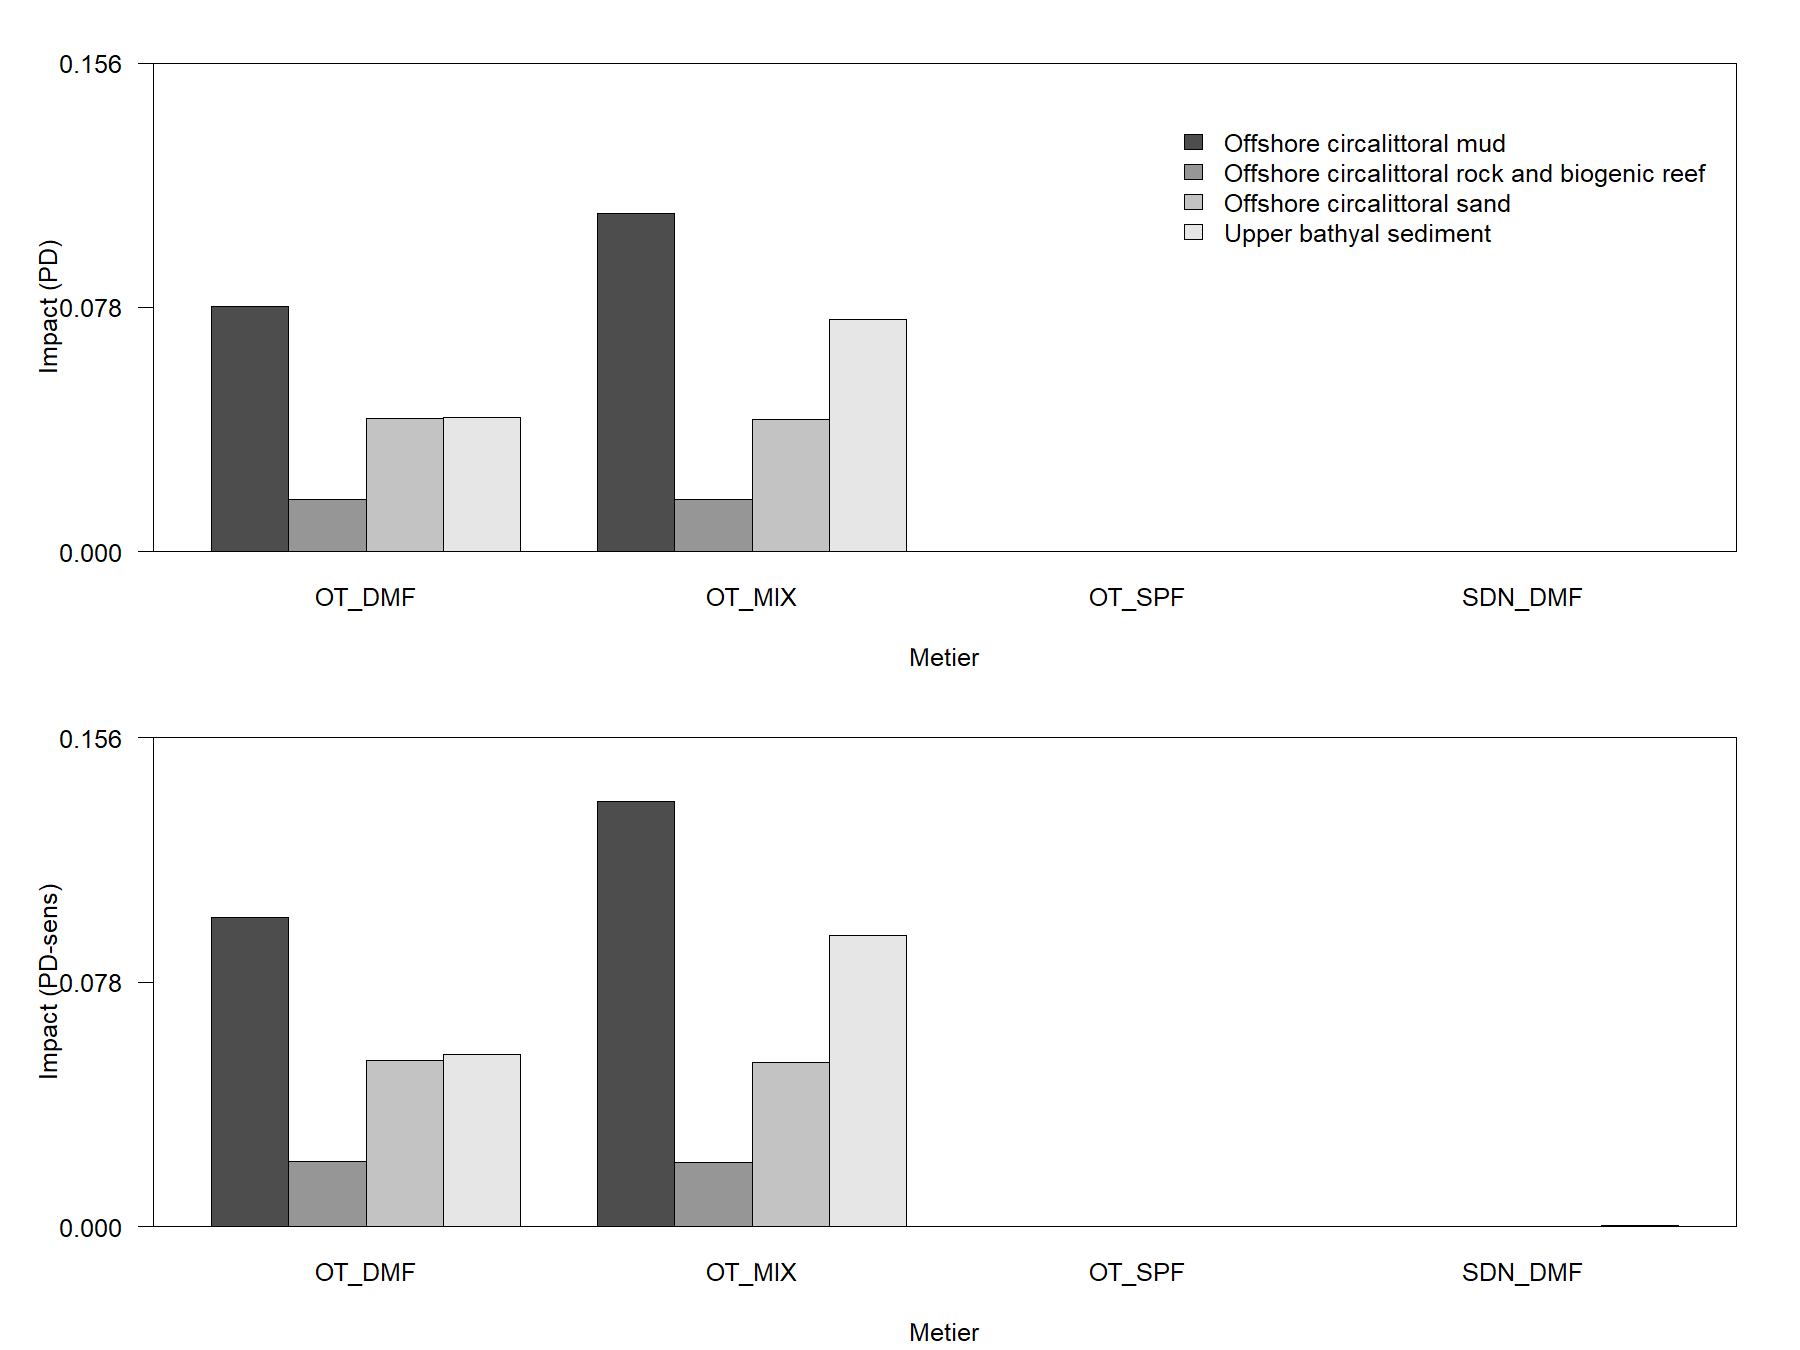 0.156
0.078
0.000
Impact (PD)
Offshore circalittoral mud
Offshore circalittoral rock and biogenic reef
Offshore circalittoral sand
Upper bathyal sediment
OT_DMF
OT_MIX
OT_SPF
SDN_DMF
Metier
0.156
0.078
0.000
Impact (PD-sens)
OT_DMF
OT_MIX
OT_SPF
SDN_DMF
Metier